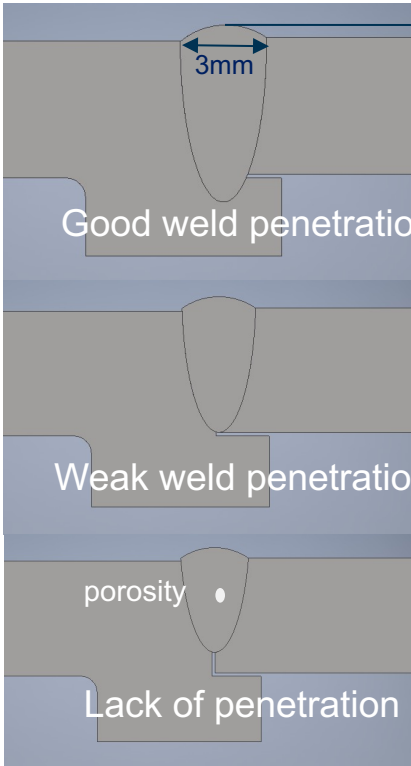 3mm
Good weld penetratio
Weak weld penetratio
porosity
Lack of penetration